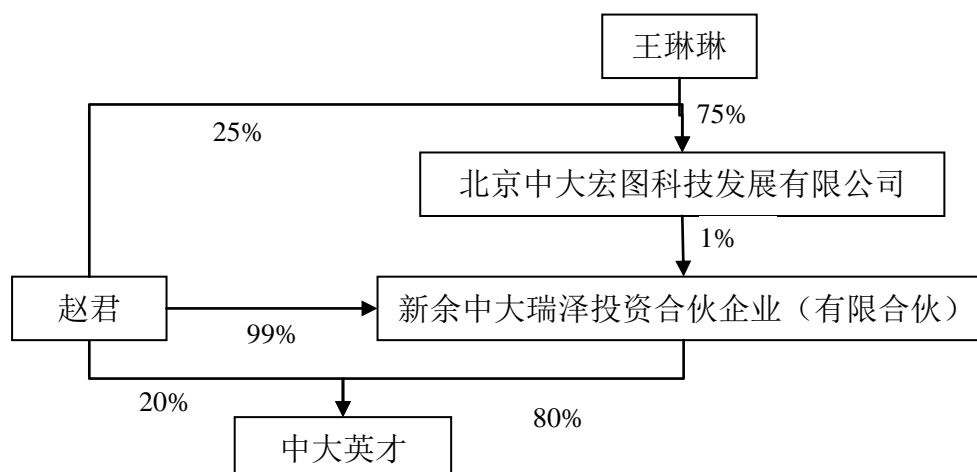 王琳琳
25%
75%
北京中大宏图科技发展有限公司
1%
赵君
新余中大瑞泽投资合伙企业（有限合伙）
99%
20%
80%
中大英才